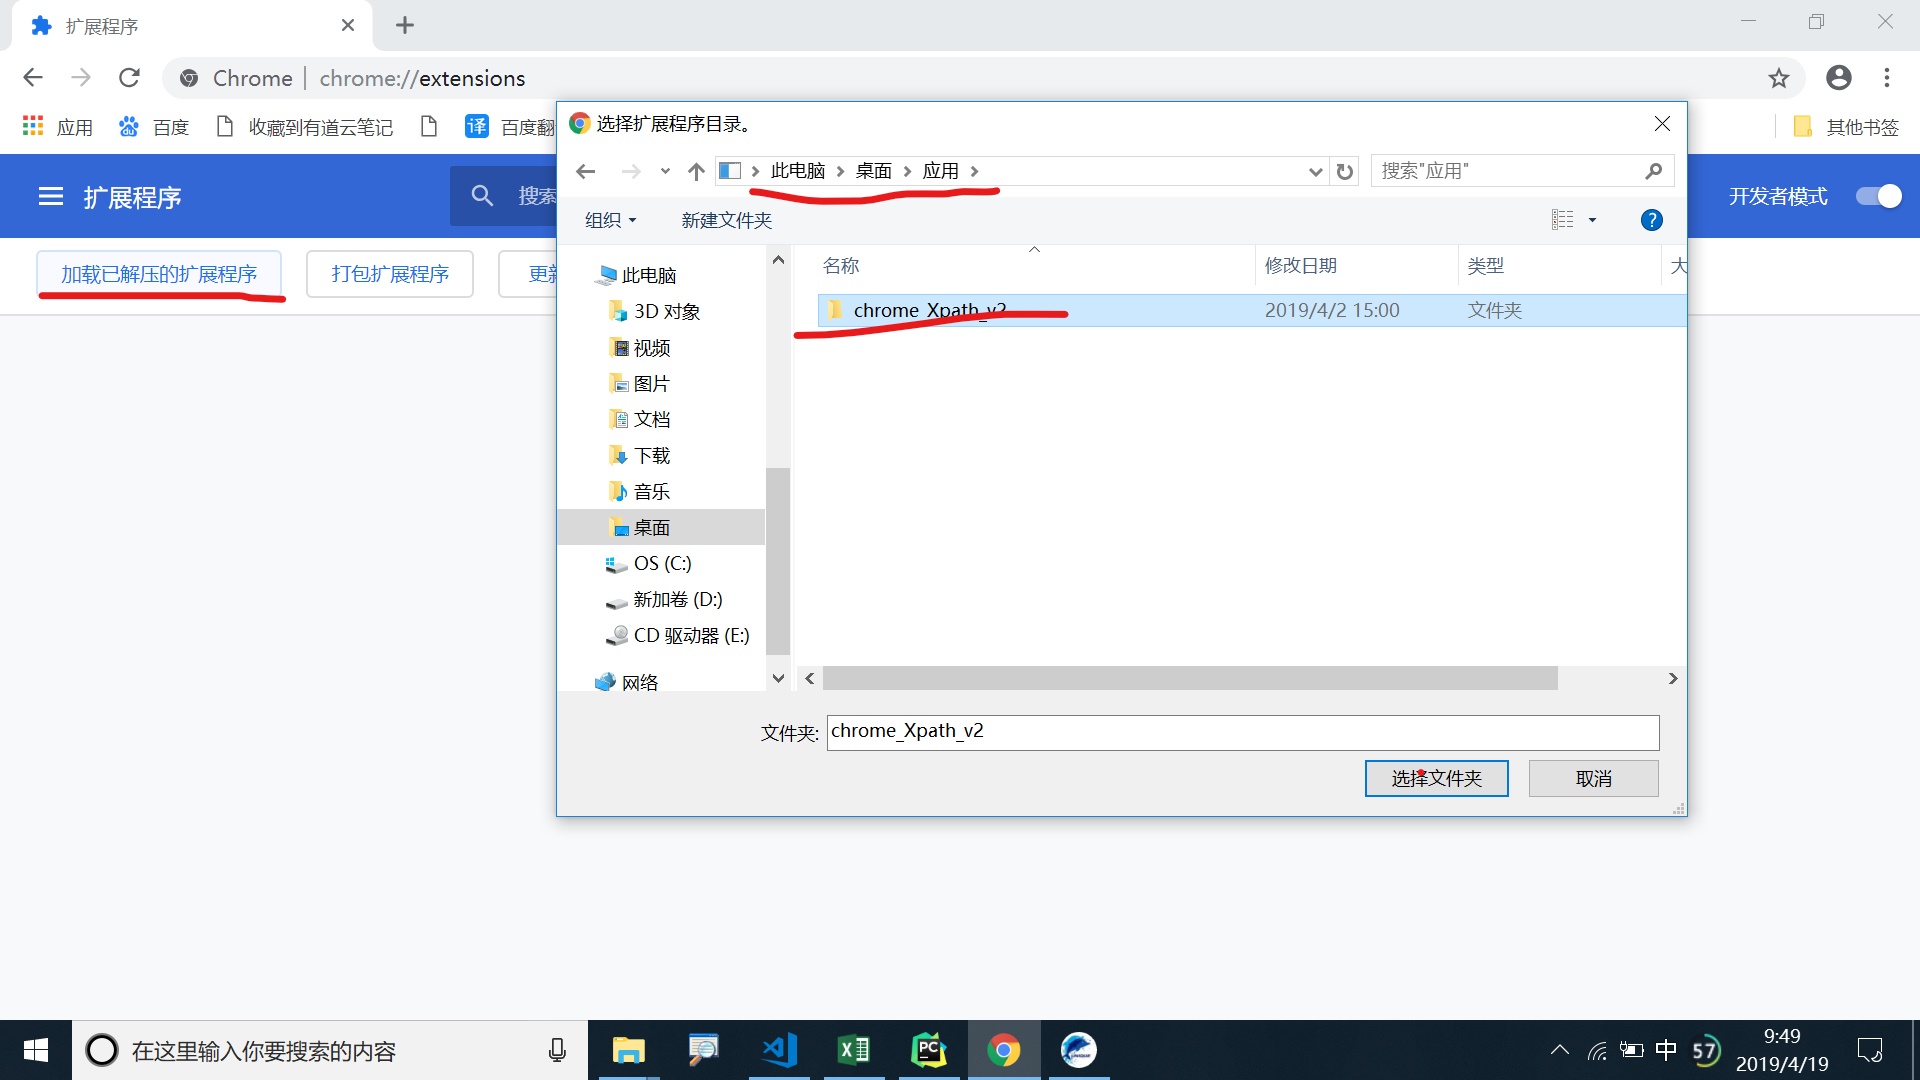 扩展程序
Chrome chrome://extensions
应用 百度 收藏到有道云笔记 百度翻 其他书签
扩展程序 搜索 开发者模式
加载已解压的扩展程序 打包扩展程序 更新
选择扩展程序目录。
此电脑 桌面 应用 搜索"应用"
组织 新建文件夹
名称 修改日期 类型 大
chrome_Xpath_v2 2019/4/2 15:00 文件夹
此电脑
3D 对象
视频
图片
文档
下载
音乐
桌面
OS (C:)
新加卷 (D:)
CD 驱动器 (E:)
网络
文件夹: chrome_Xpath_v2
选择文件夹 取消
在这里输入你要搜索的内容
中 57 9:49
2019/4/19